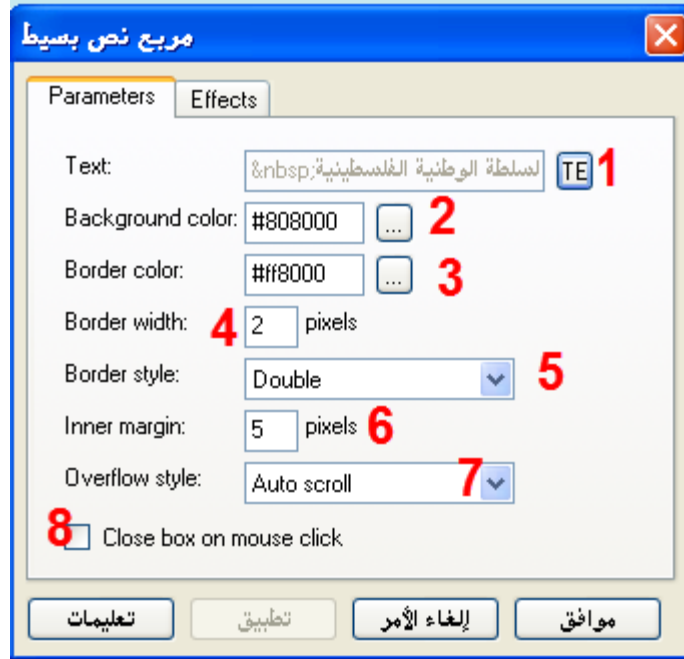 مربع نص بسيط
Parameters Effects
Text: &nbsp;لسلطة الوطنية الفلسطينية TE 1
Background color: #808000 ... 2
Border color: #ff8000 ... 3
Border width: 4 2 pixels
Border style: Double 5
Inner margin: 5 pixels 6
Overflow style: Auto scroll 7
8 Close box on mouse click
تعليمات تطبيق إلغاء الأمر موافق